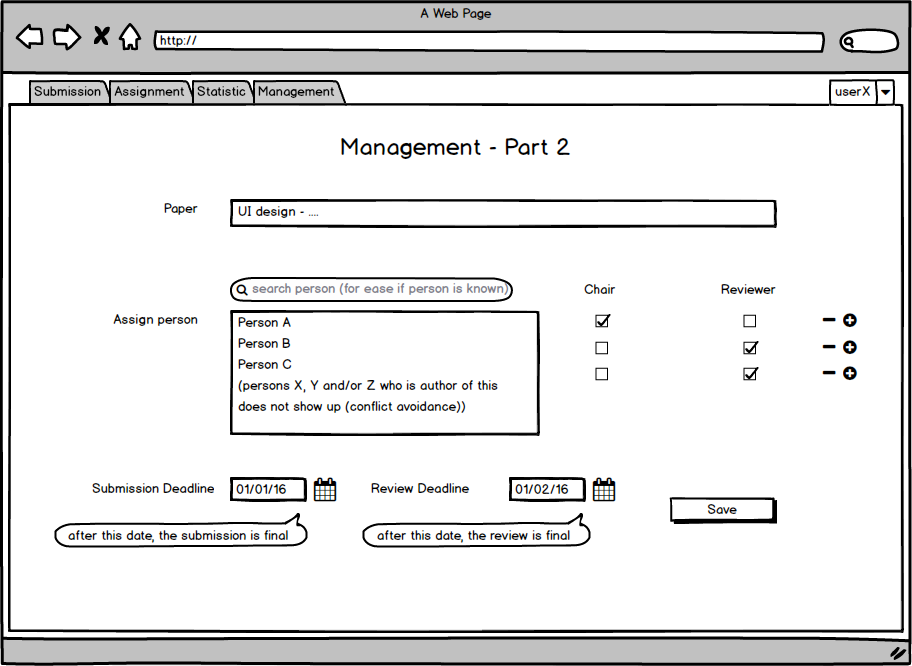 A Web Page
http://
Submission
Assignment
Statistic
Management
userX
Management - Part 2
Paper
UI design - ....
search person (for ease if person is known)
Chair
Reviewer
Assign person
Person A
Person B
Person C
(persons X, Y and/or Z who is author of this
does not show up (conflict avoidance))
Submission Deadline
01/01/16
Review Deadline
01/02/16
Save
after this date, the submission is final
after this date, the review is final